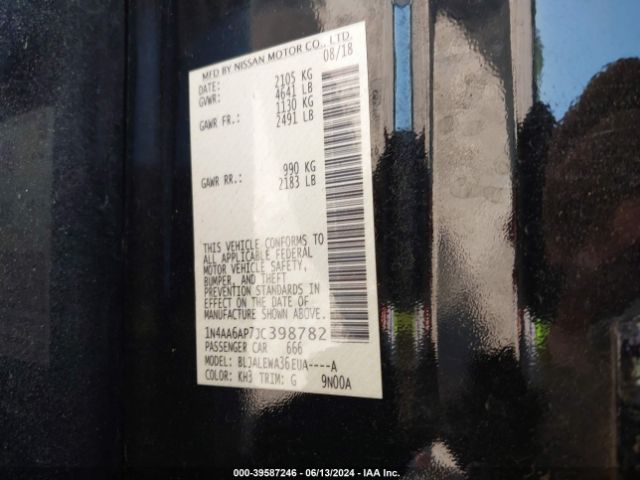 MFD BY NISSAN MOTOR CO., LTD.
DATE: 08/18
GVWR: 2105 KG
4641 LB
GAWR FR.: 1130 KG
2491 LB
GAWR RR.: 990 KG
2183 LB
THIS VEHICLE CONFORMS TO
ALL APPLICABLE FEDERAL
MOTOR VEHICLE SAFETY,
BUMPER, AND THEFT
PREVENTION STANDARDS IN
EFFECT ON THE DATE OF
MANUFACTURE SHOWN ABOVE.
1N4AA6AP7JC398782
PASSENGER CAR 666
MODEL: BLJALEWA36EUA----A
COLOR: KH3 TRIM: G 9N00A
000-39587246 - 06/13/2024 - IAA Inc.